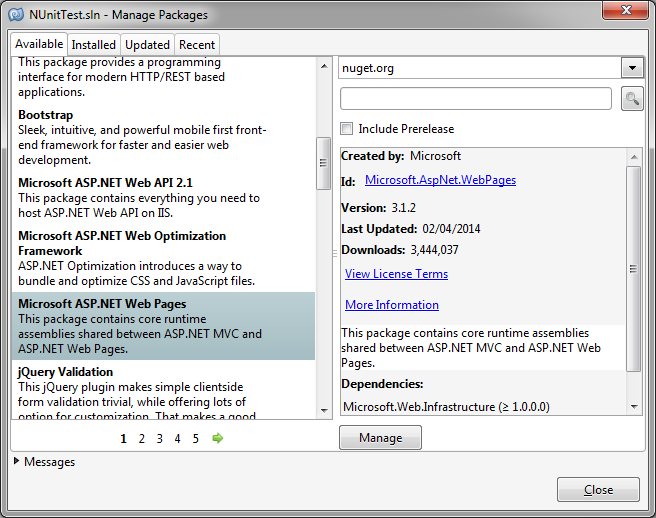 NUnitTest.sln - Manage Packages
Available
Installed
Updated
Recent
This package provides a programming
interface for modern HTTP/REST based
applications.
Bootstrap
Sleek, intuitive, and powerful mobile first front-
end framework for faster and easier web
development.
Microsoft ASP.NET Web API 2.1
This package contains everything you need to
host ASP.NET Web API on IIS.
Microsoft ASP.NET Web Optimization
Framework
ASP.NET Optimization introduces a way to
bundle and optimize CSS and JavaScript files.
Microsoft ASP.NET Web Pages
This package contains core runtime
assemblies shared between ASP.NET MVC and
ASP.NET Web Pages.
jQuery Validation
This jQuery plugin makes simple clientside
form validation trivial, while offering lots of
option for customization. That makes a good
1 2 3 4 5
nuget.org
Include Prerelease
Created by: Microsoft
Id: Microsoft.AspNet.WebPages
Version: 3.1.2
Last Updated: 02/04/2014
Downloads: 3,444,037
View License Terms
More Information
This package contains core runtime assemblies
shared between ASP.NET MVC and ASP.NET Web
Pages.
Dependencies:
Microsoft.Web.Infrastructure (≥ 1.0.0.0)
Manage
Messages
Close